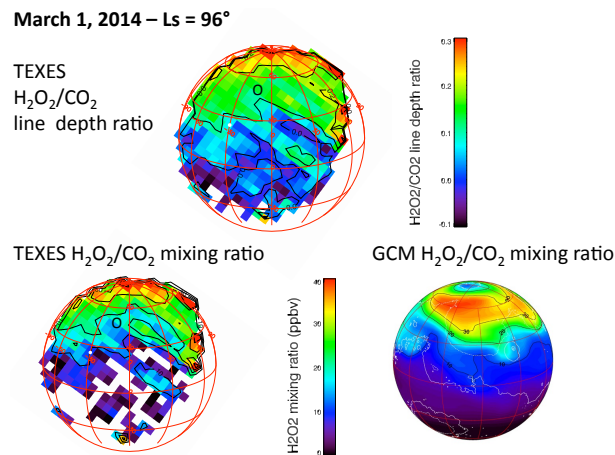 March 1, 2014 – Ls = 96°
TEXES
H₂O₂/CO₂
line depth ratio
O
0.3
0.2
0.1
0.0
-0.1
H2O2/CO2 line depth ratio
TEXES H₂O₂/CO₂ mixing ratio
GCM H₂O₂/CO₂ mixing ratio
O
40
30
20
10
0
H2O2 mixing ratio (ppbv)
30
30